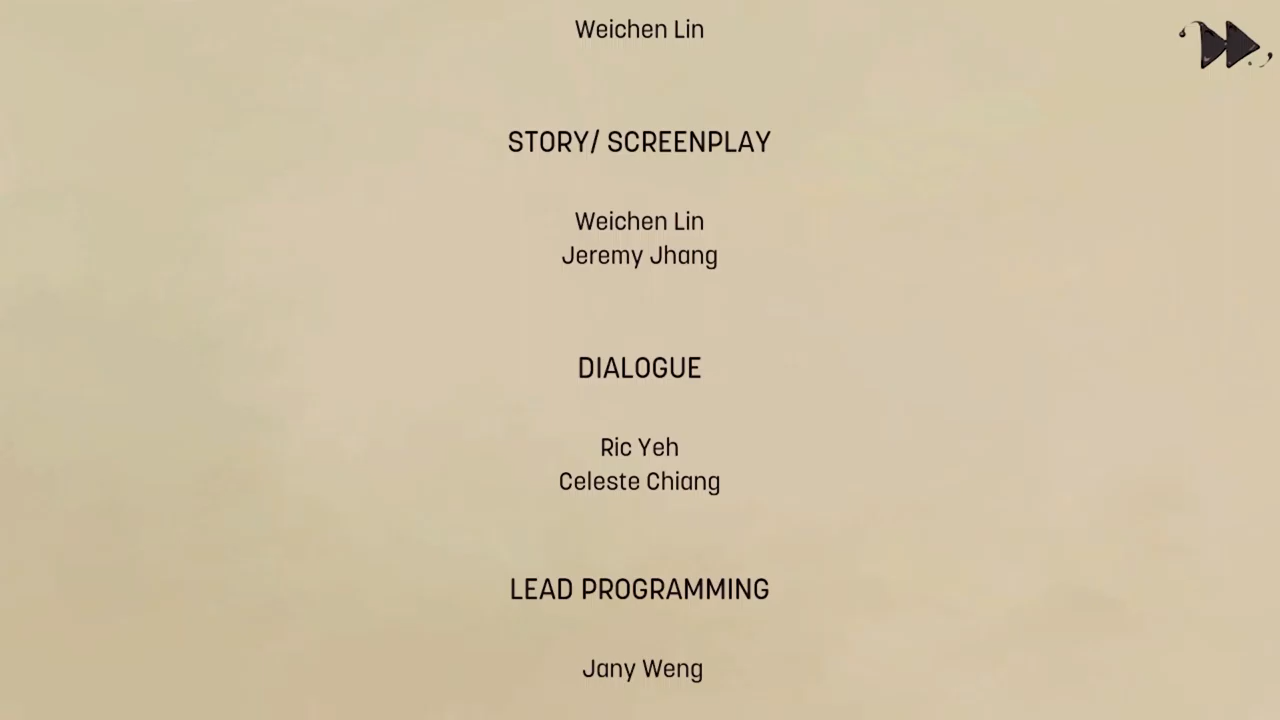 Weichen Lin
STORY/ SCREENPLAY
Weichen Lin
Jeremy Jhang
DIALOGUE
Ric Yeh
Celeste Chiang
LEAD PROGRAMMING
Jany Weng